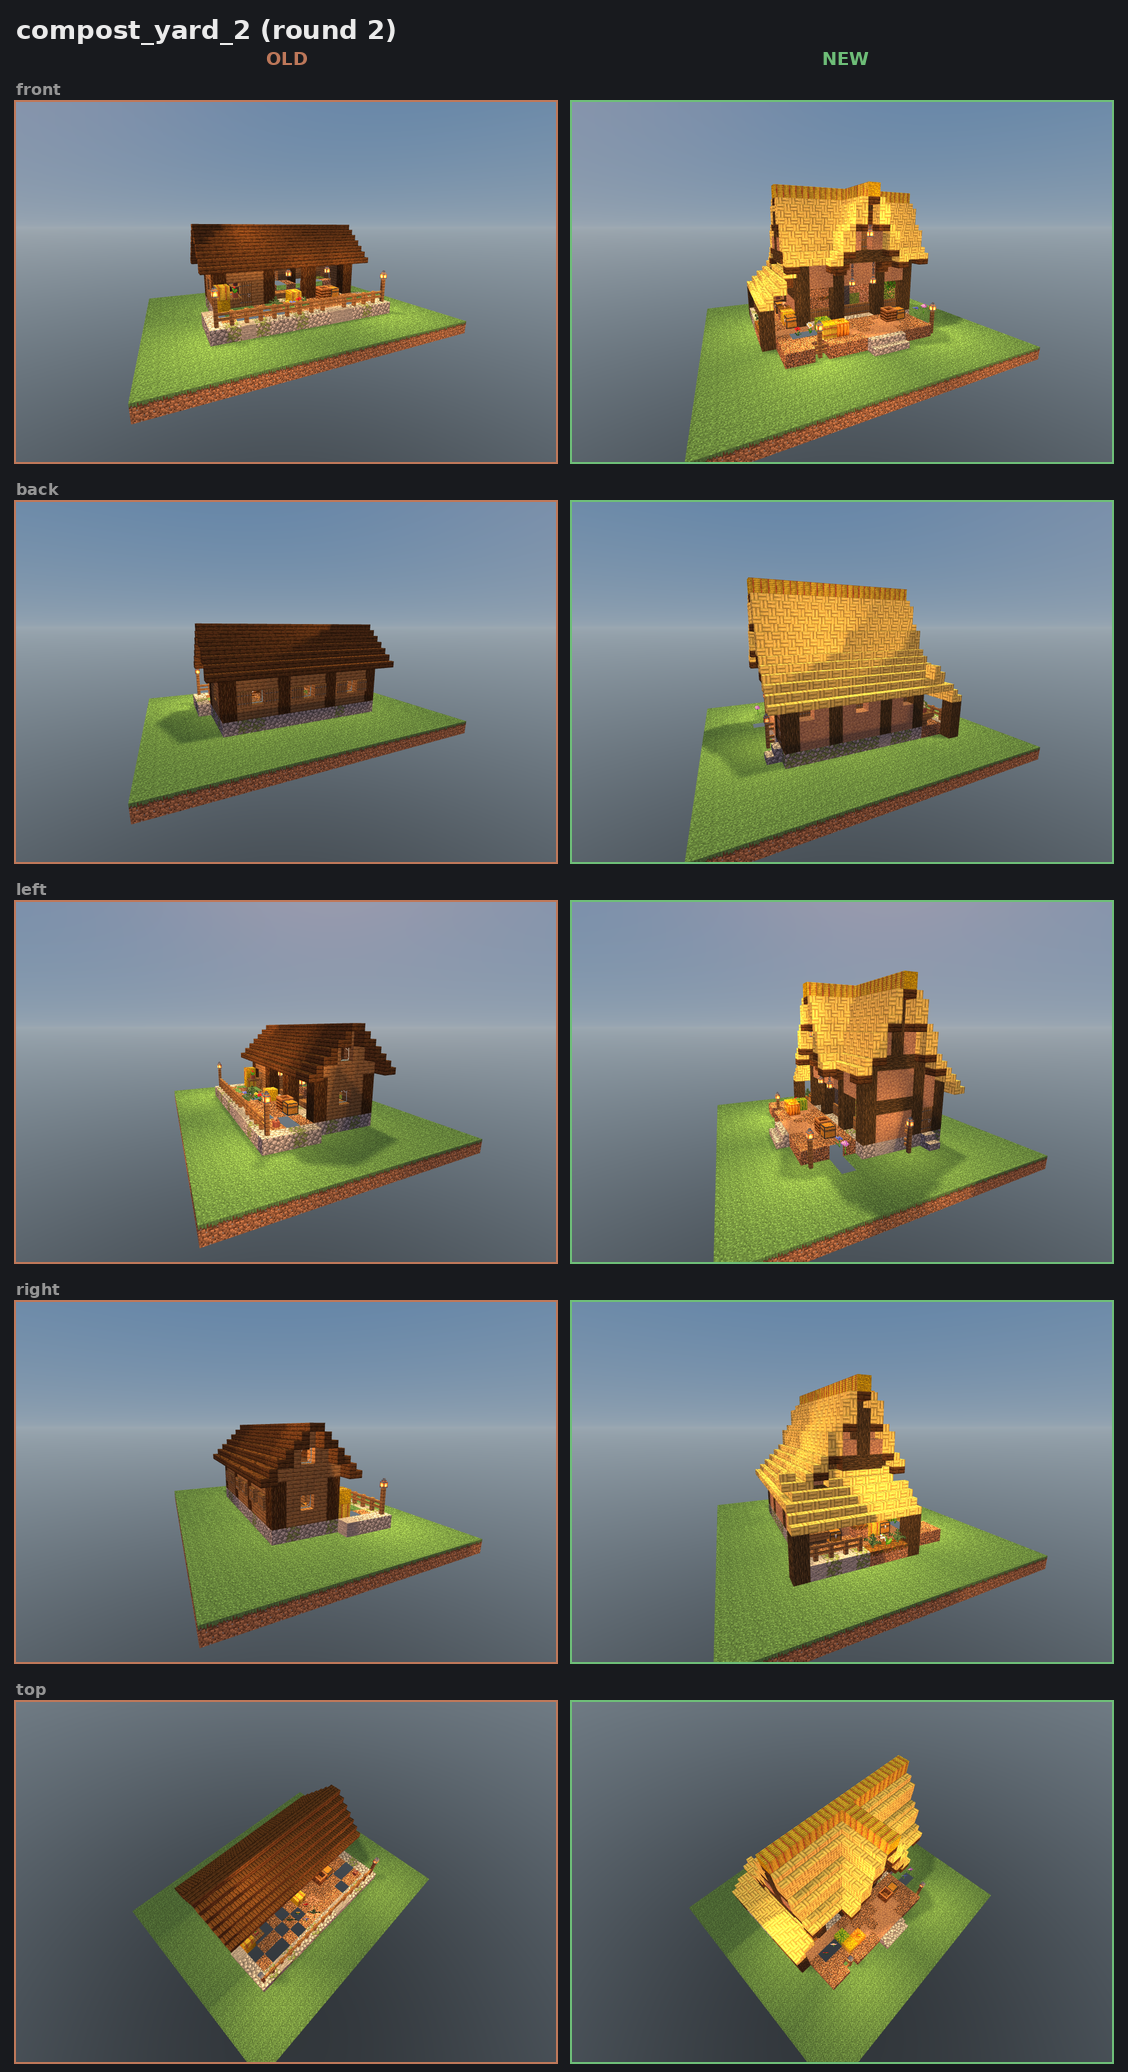 compost_yard_2 (round 2)
OLD NEW
front
back
left
right
top